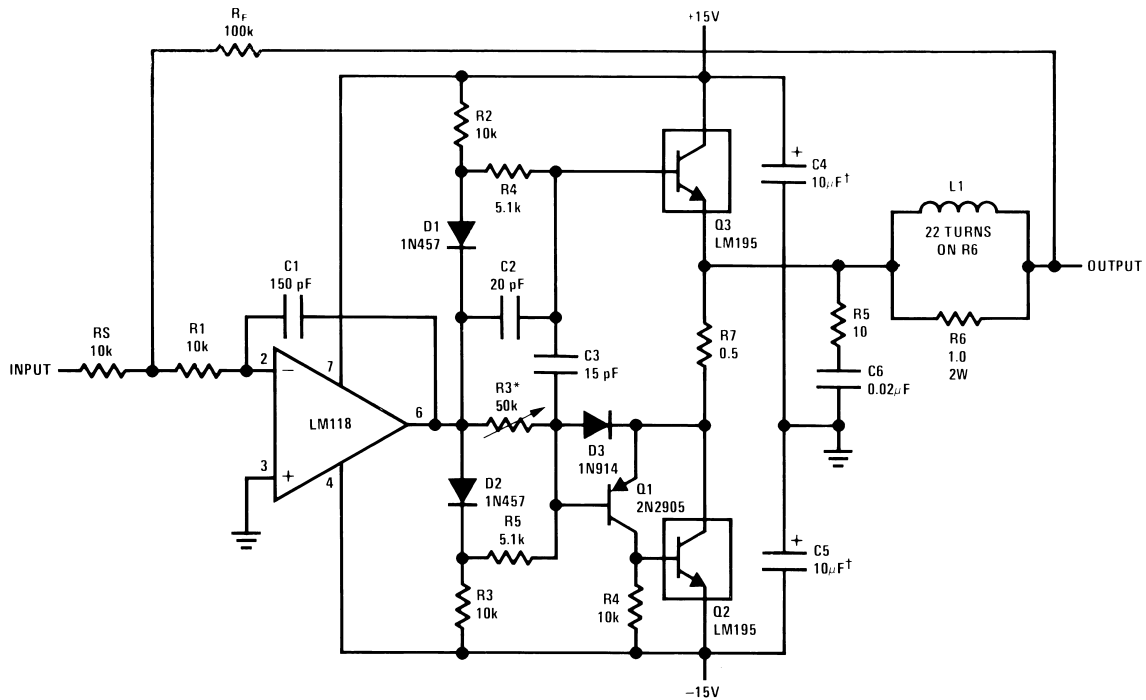 R_F
100k
+15V
R2
10k
R4
5.1k
C4
10μF†
L1
22 TURNS
ON R6
D1
1N457
Q3
LM195
C1
150 pF
C2
20 pF
OUTPUT
RS
10k
R1
10k
R7
0.5
R5
10
R6
1.0
2W
INPUT
2
7
C3
15 pF
C6
0.02μF
LM118
6
R3*
50k
3
4
D3
1N914
D2
1N457
Q1
2N2905
R5
5.1k
C5
10μF†
R3
10k
R4
10k
Q2
LM195
−15V